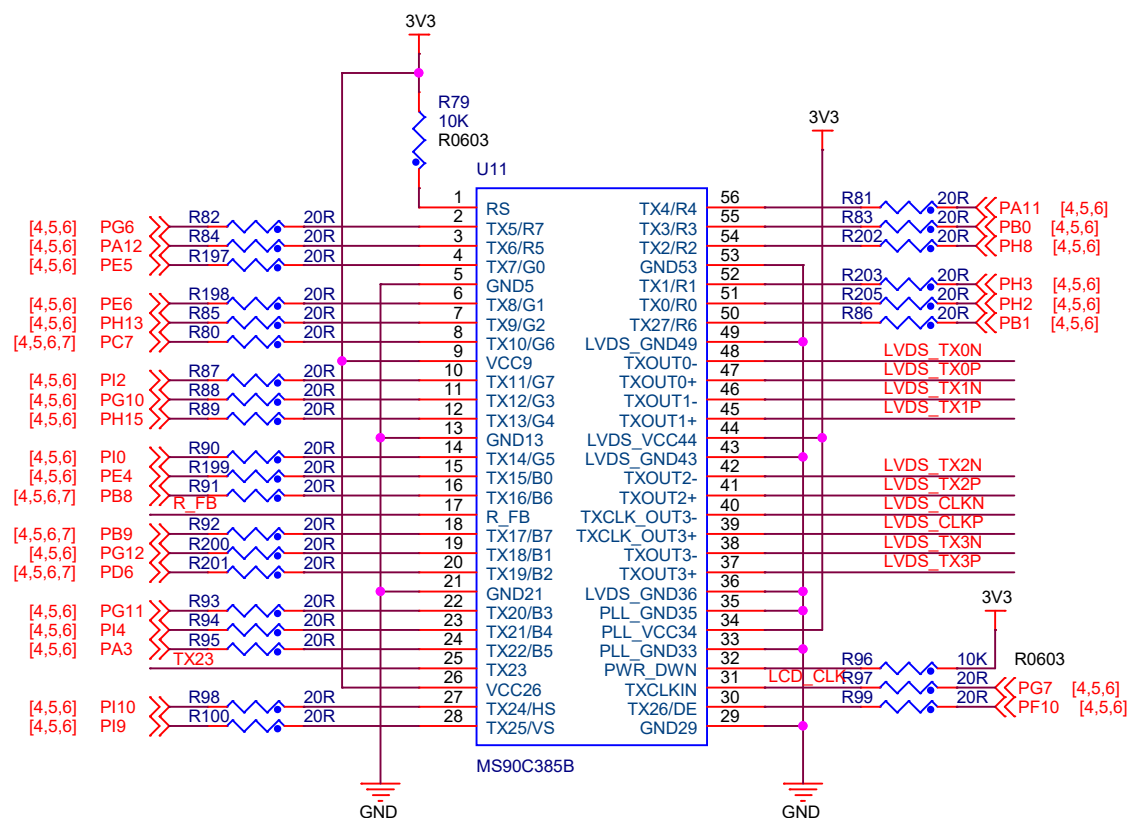 3V3
R79
10K
R0603
3V3
U11
1 RS TX4/R4 56 R81 20R PA11 [4,5,6]
[4,5,6] PG6 R82 20R 2 TX5/R7 TX3/R3 55 R83 20R PB0 [4,5,6]
[4,5,6] PA12 R84 20R 3 TX6/R5 TX2/R2 54 R202 20R PH8 [4,5,6]
[4,5,6] PE5 R197 20R 4 TX7/G0 GND53 53
5 GND5 TX1/R1 52 R203 20R PH3 [4,5,6]
[4,5,6] PE6 R198 20R 6 TX8/G1 TX0/R0 51 R205 20R PH2 [4,5,6]
[4,5,6] PH13 R85 20R 7 TX9/G2 TX27/R6 50 R86 20R PB1 [4,5,6]
[4,5,6,7] PC7 R80 20R 8 TX10/G6 LVDS_GND49 49
9 VCC9 TXOUT0- 48 LVDS_TX0N
[4,5,6] PI2 R87 20R 10 TX11/G7 TXOUT0+ 47 LVDS_TX0P
[4,5,6] PG10 R88 20R 11 TX12/G3 TXOUT1- 46 LVDS_TX1N
[4,5,6] PH15 R89 20R 12 TX13/G4 TXOUT1+ 45 LVDS_TX1P
13 GND13 LVDS_VCC44 44
[4,5,6] PI0 R90 20R 14 TX14/G5 LVDS_GND43 43
[4,5,6] PE4 R199 20R 15 TX15/B0 TXOUT2- 42 LVDS_TX2N
[4,5,6,7] PB8 R91 20R 16 TX16/B6 TXOUT2+ 41 LVDS_TX2P
R_FB 17 R_FB TXCLK_OUT3- 40 LVDS_CLKN
[4,5,6,7] PB9 R92 20R 18 TX17/B7 TXCLK_OUT3+ 39 LVDS_CLKP
[4,5,6] PG12 R200 20R 19 TX18/B1 TXOUT3- 38 LVDS_TX3N
[4,5,6,7] PD6 R201 20R 20 TX19/B2 TXOUT3+ 37 LVDS_TX3P
21 GND21 LVDS_GND36 36
[4,5,6] PG11 R93 20R 22 TX20/B3 PLL_GND35 35 3V3
[4,5,6] PI4 R94 20R 23 TX21/B4 PLL_VCC34 34
[4,5,6] PA3 R95 20R 24 TX22/B5 PLL_GND33 33
TX23 25 TX23 PWR_DWN 32 R96 10K R0603
26 VCC26 TXCLKIN 31 LCD_CLK R97 20R PG7 [4,5,6]
[4,5,6] PI10 R98 20R 27 TX24/HS TX26/DE 30 R99 20R PF10 [4,5,6]
[4,5,6] PI9 R100 20R 28 TX25/VS GND29 29
MS90C385B
GND GND